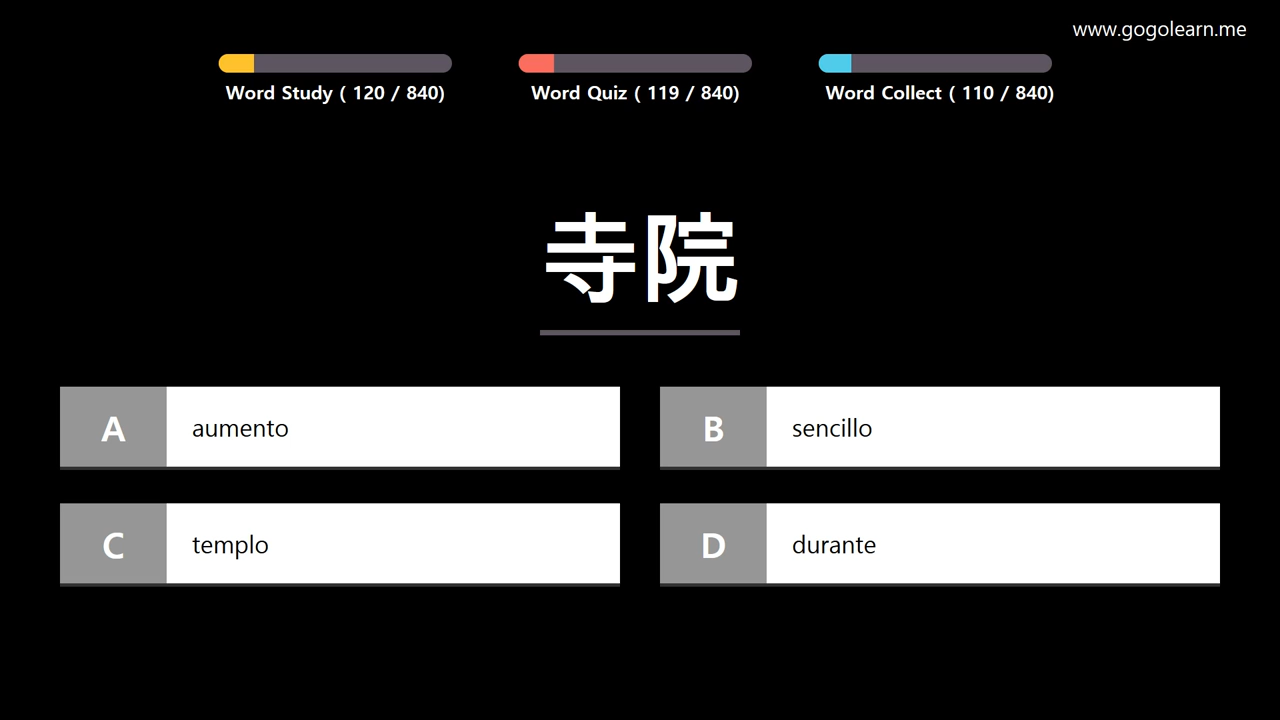 www.gogolearn.me
Word Study ( 120 / 840)
Word Quiz ( 119 / 840)
Word Collect ( 110 / 840)
寺院
A aumento
B sencillo
C templo
D durante